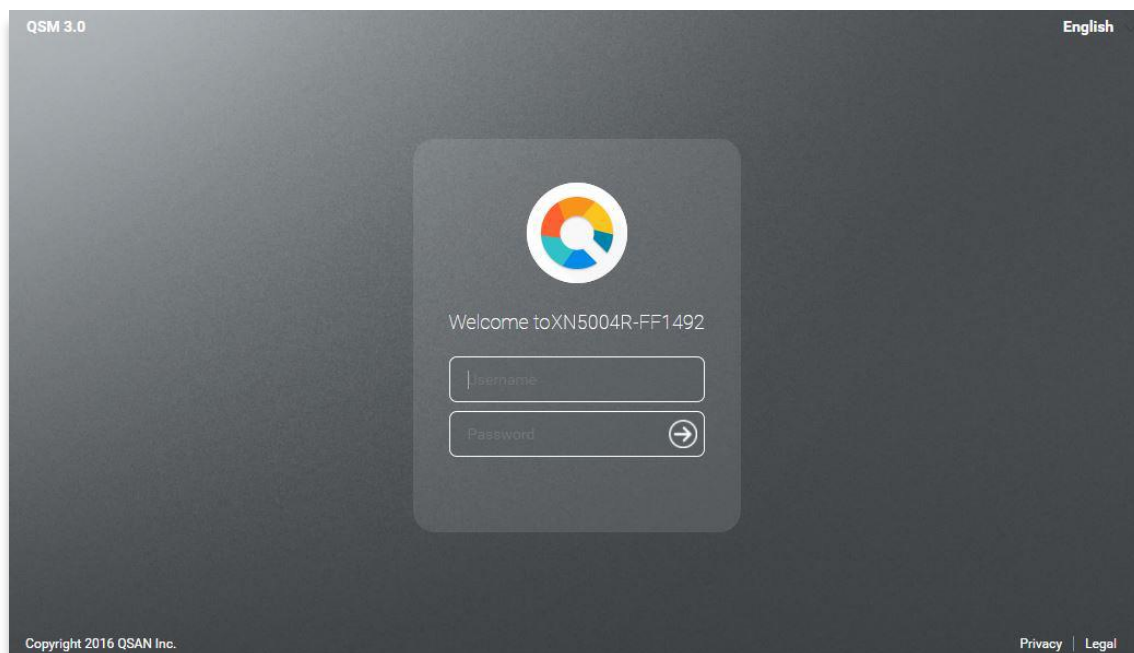 QSM 3.0
English
Welcome toXN5004R-FF1492
Username
Password
Copyright 2016 QSAN Inc.
Privacy | Legal